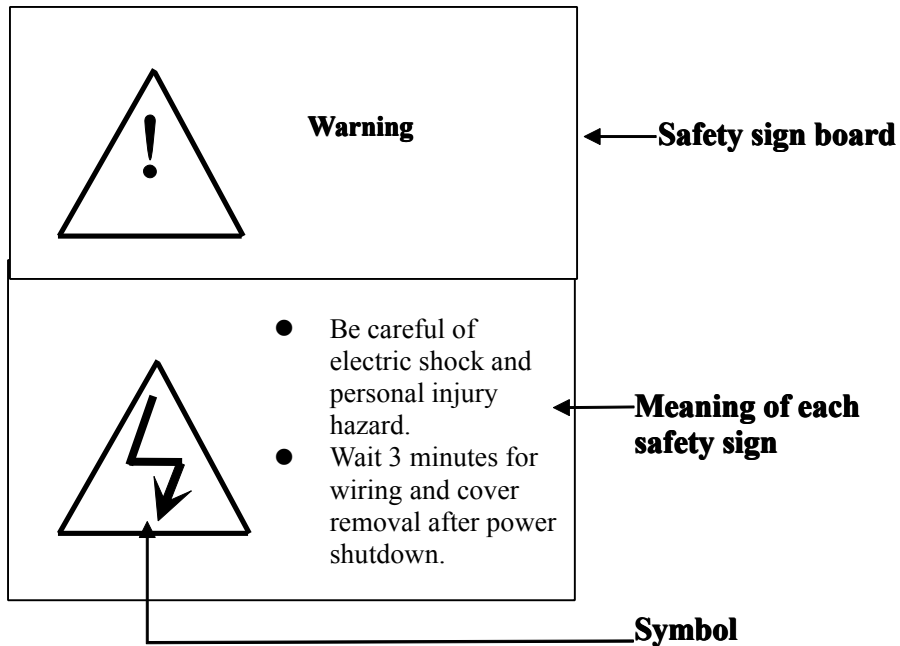 !
Warning
Safety sign board
● Be careful of
electric shock and
personal injury
hazard.
● Wait 3 minutes for
wiring and cover
removal after power
shutdown.
Meaning of each
safety sign
Symbol